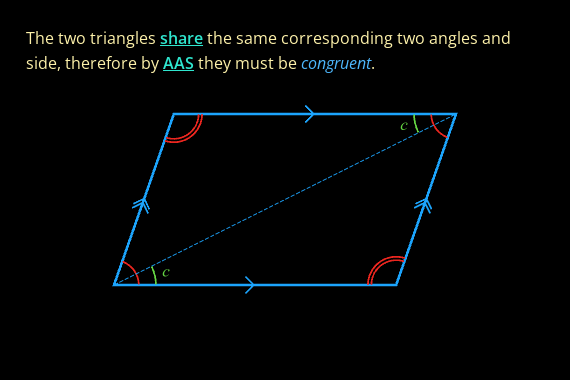 The two triangles share the same corresponding two angles and
side, therefore by AAS they must be congruent.
c
c